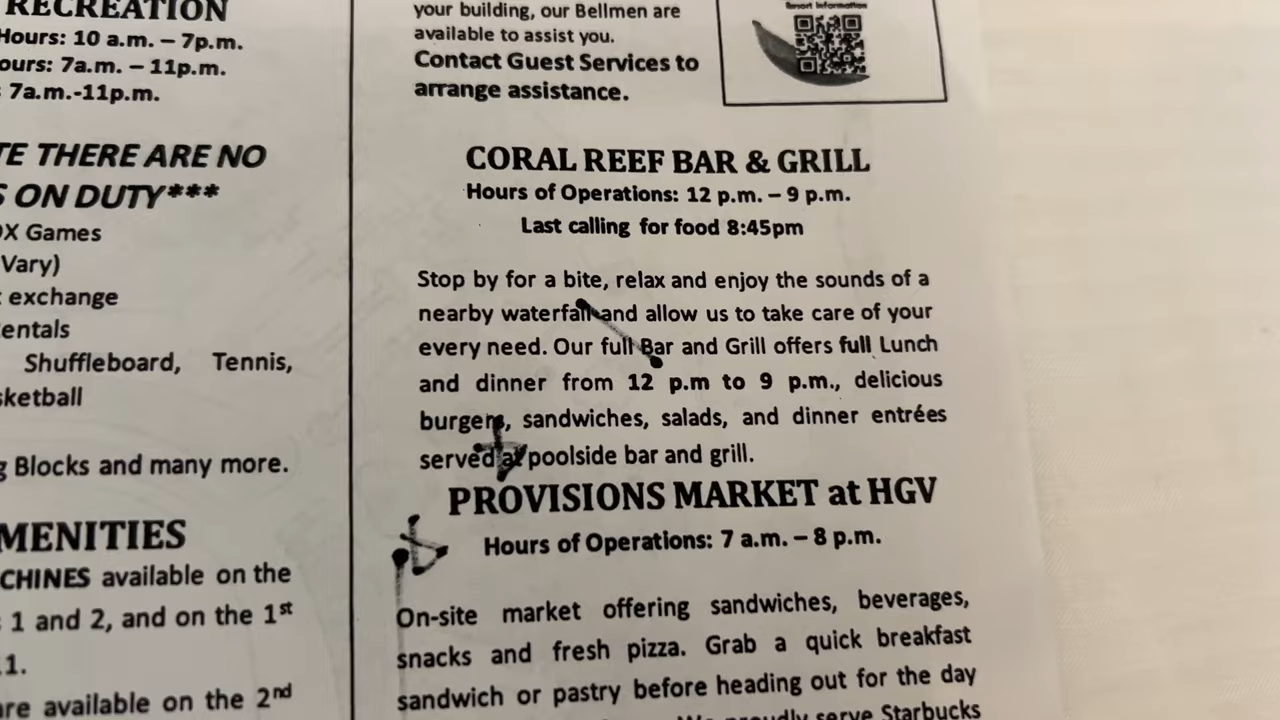 RECREATION
Hours: 10 a.m. – 7p.m.
ours: 7a.m. – 11p.m.
7a.m.-11p.m.
TE THERE ARE NO
S ON DUTY***
OX Games
Vary)
exchange
entals
Shuffleboard, Tennis,
sketball
g Blocks and many more.
MENITIES
CHINES available on the
1 and 2, and on the 1st
.1.
are available on the 2nd
your building, our Bellmen are
available to assist you.
Contact Guest Services to
arrange assistance.
Resort Information
CORAL REEF BAR & GRILL
Hours of Operations: 12 p.m. – 9 p.m.
Last calling for food 8:45pm
Stop by for a bite, relax and enjoy the sounds of a
nearby waterfall and allow us to take care of your
every need. Our full Bar and Grill offers full Lunch
and dinner from 12 p.m to 9 p.m., delicious
burgers, sandwiches, salads, and dinner entrées
served at poolside bar and grill.
PROVISIONS MARKET at HGV
Hours of Operations: 7 a.m. – 8 p.m.
On-site market offering sandwiches, beverages,
snacks and fresh pizza. Grab a quick breakfast
sandwich or pastry before heading out for the day
We proudly serve Starbucks